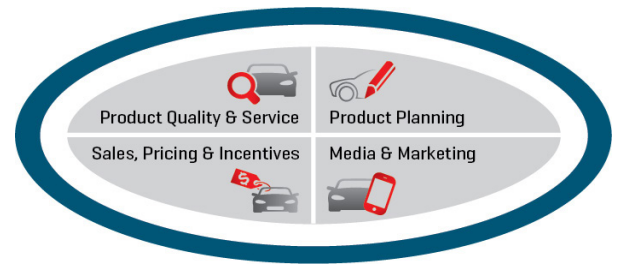 Product Quality & Service
Product Planning
Sales, Pricing & Incentives
Media & Marketing
$